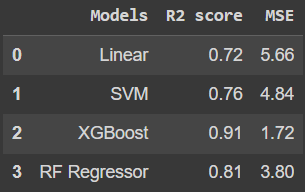 Models R2 score MSE
0 Linear 0.72 5.66
1 SVM 0.76 4.84
2 XGBoost 0.91 1.72
3 RF Regressor 0.81 3.80